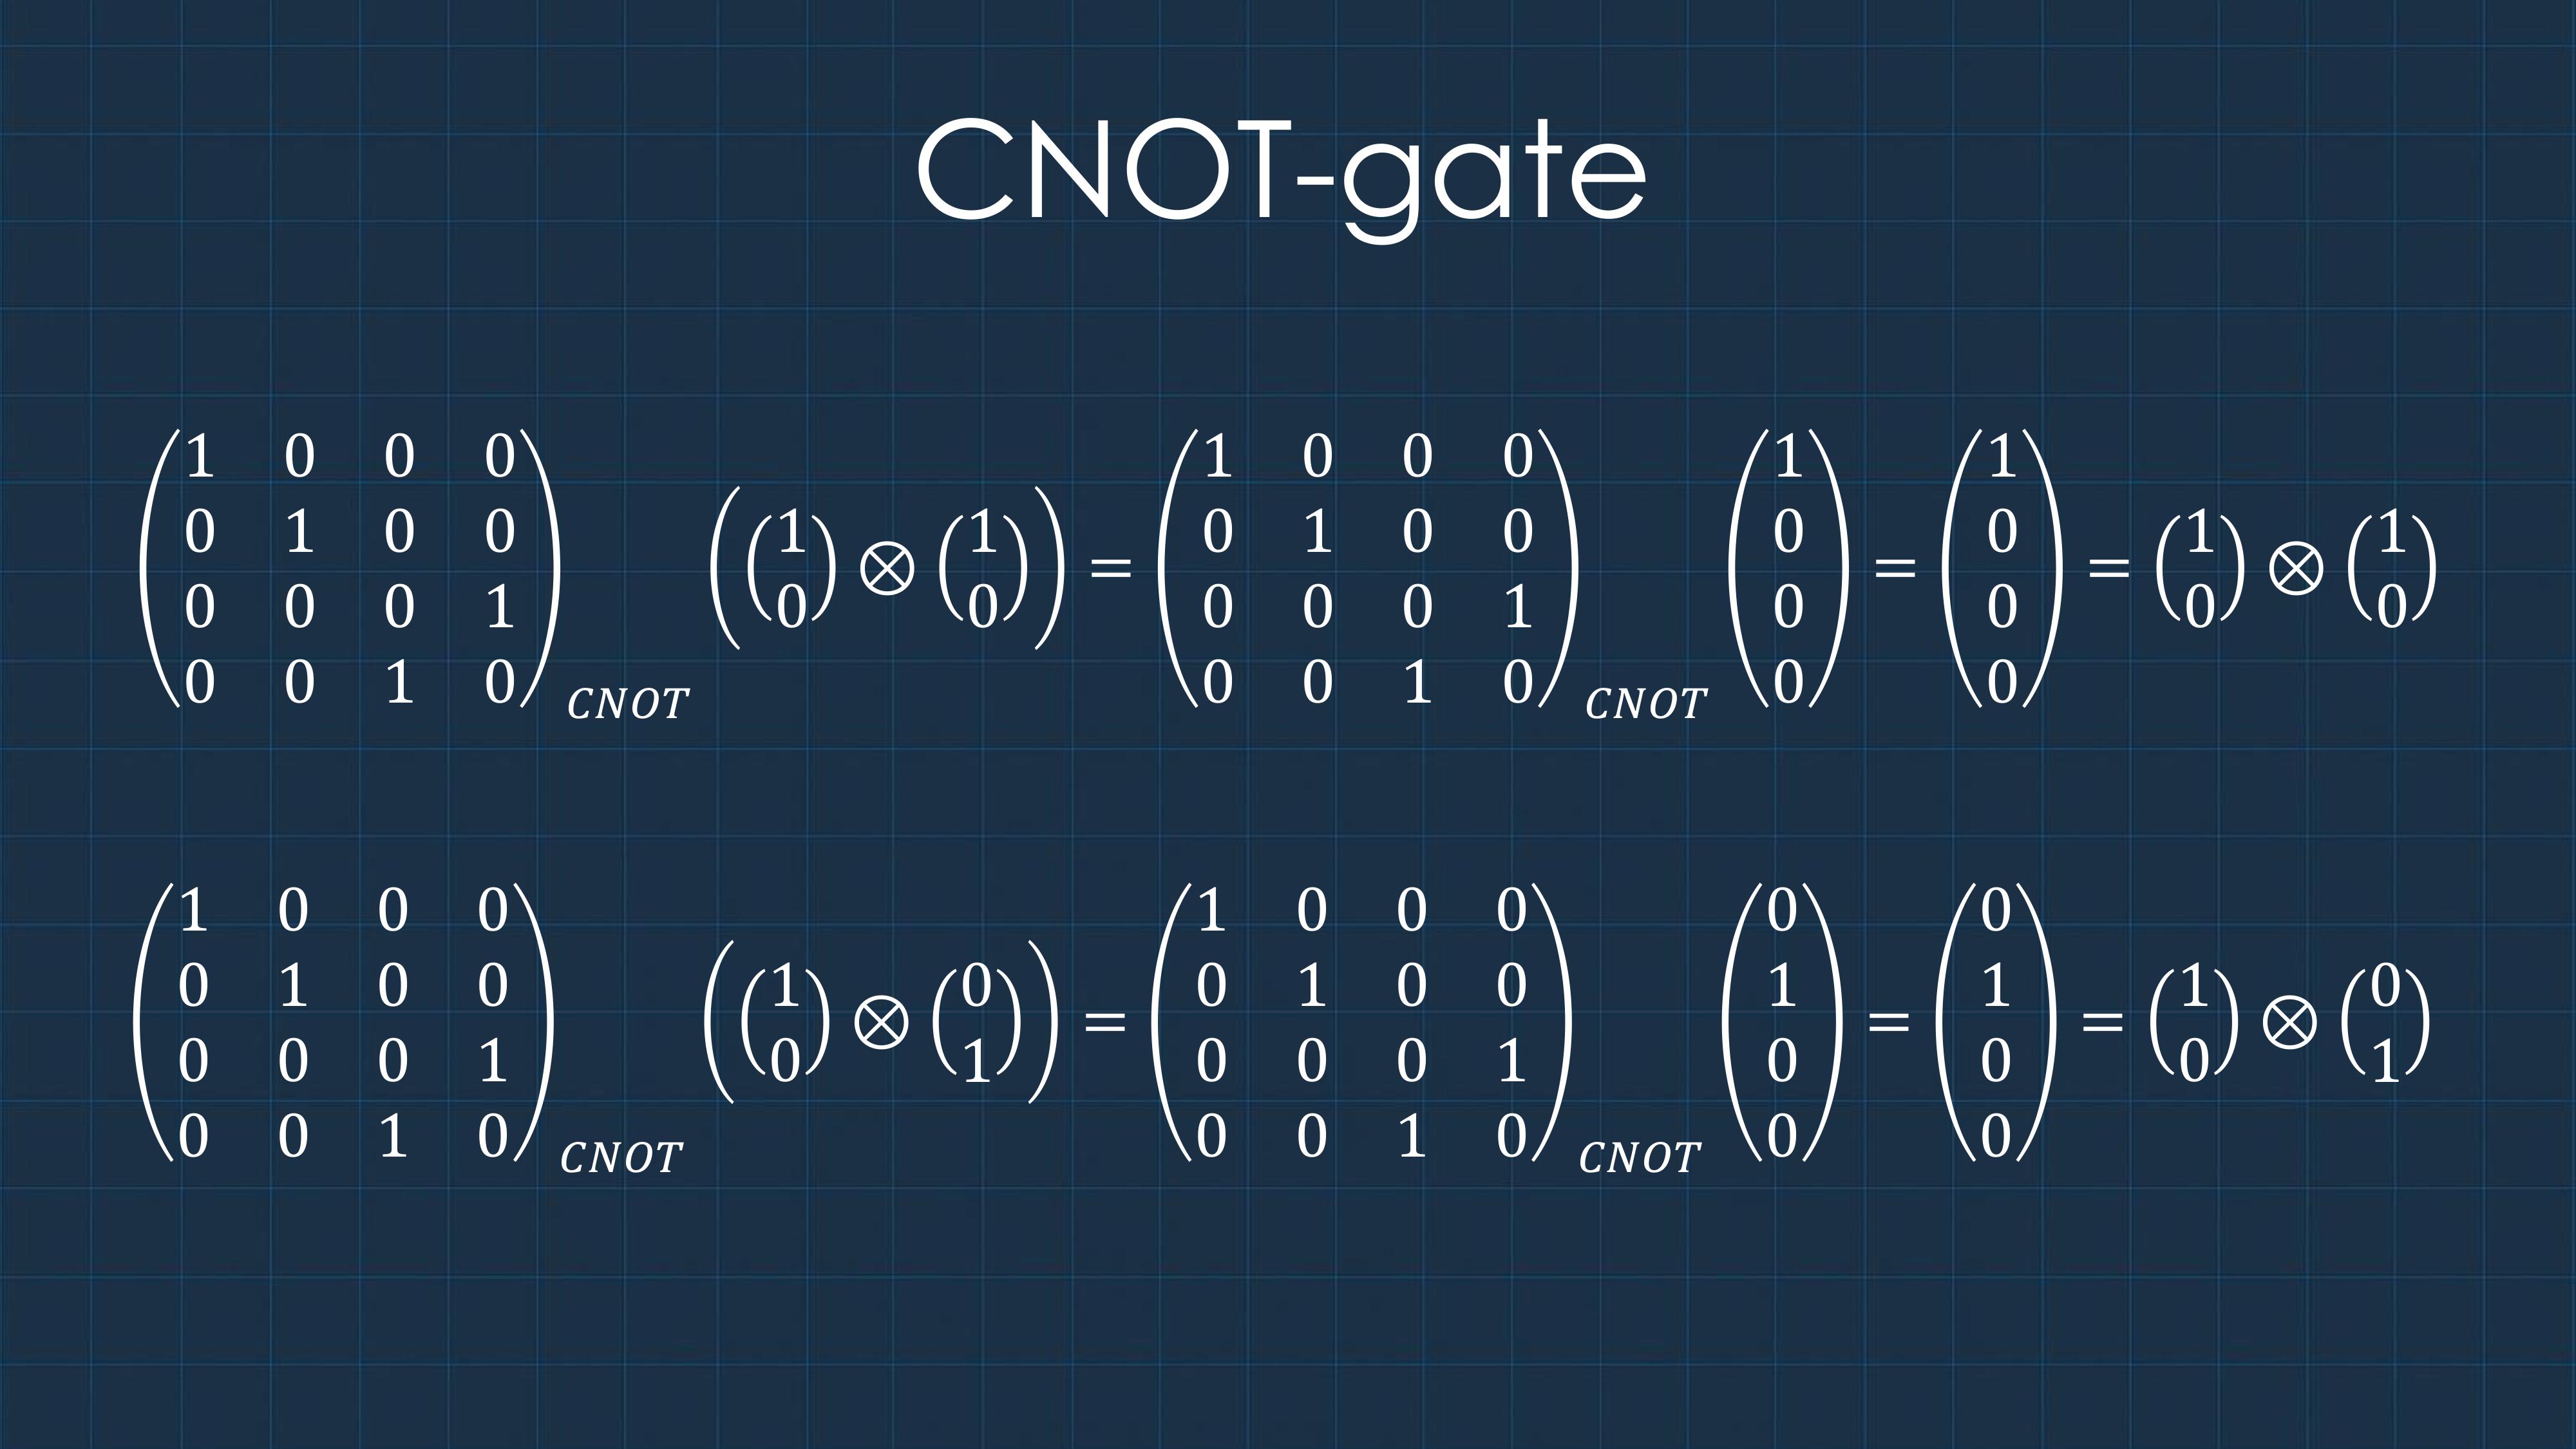 CNOT-gate
$\begin{pmatrix} 1 & 0 & 0 & 0 \\ 0 & 1 & 0 & 0 \\ 0 & 0 & 0 & 1 \\ 0 & 0 & 1 & 0 \end{pmatrix}_{CNOT} \left( \begin{pmatrix} 1 \\ 0 \end{pmatrix} \otimes \begin{pmatrix} 1 \\ 0 \end{pmatrix} \right) = \begin{pmatrix} 1 & 0 & 0 & 0 \\ 0 & 1 & 0 & 0 \\ 0 & 0 & 0 & 1 \\ 0 & 0 & 1 & 0 \end{pmatrix}_{CNOT} \begin{pmatrix} 1 \\ 0 \\ 0 \\ 0 \end{pmatrix} = \begin{pmatrix} 1 \\ 0 \\ 0 \\ 0 \end{pmatrix} = \begin{pmatrix} 1 \\ 0 \end{pmatrix} \otimes \begin{pmatrix} 1 \\ 0 \end{pmatrix}$
$\begin{pmatrix} 1 & 0 & 0 & 0 \\ 0 & 1 & 0 & 0 \\ 0 & 0 & 0 & 1 \\ 0 & 0 & 1 & 0 \end{pmatrix}_{CNOT} \left( \begin{pmatrix} 1 \\ 0 \end{pmatrix} \otimes \begin{pmatrix} 0 \\ 1 \end{pmatrix} \right) = \begin{pmatrix} 1 & 0 & 0 & 0 \\ 0 & 1 & 0 & 0 \\ 0 & 0 & 0 & 1 \\ 0 & 0 & 1 & 0 \end{pmatrix}_{CNOT} \begin{pmatrix} 0 \\ 1 \\ 0 \\ 0 \end{pmatrix} = \begin{pmatrix} 0 \\ 1 \\ 0 \\ 0 \end{pmatrix} = \begin{pmatrix} 1 \\ 0 \end{pmatrix} \otimes \begin{pmatrix} 0 \\ 1 \end{pmatrix}$